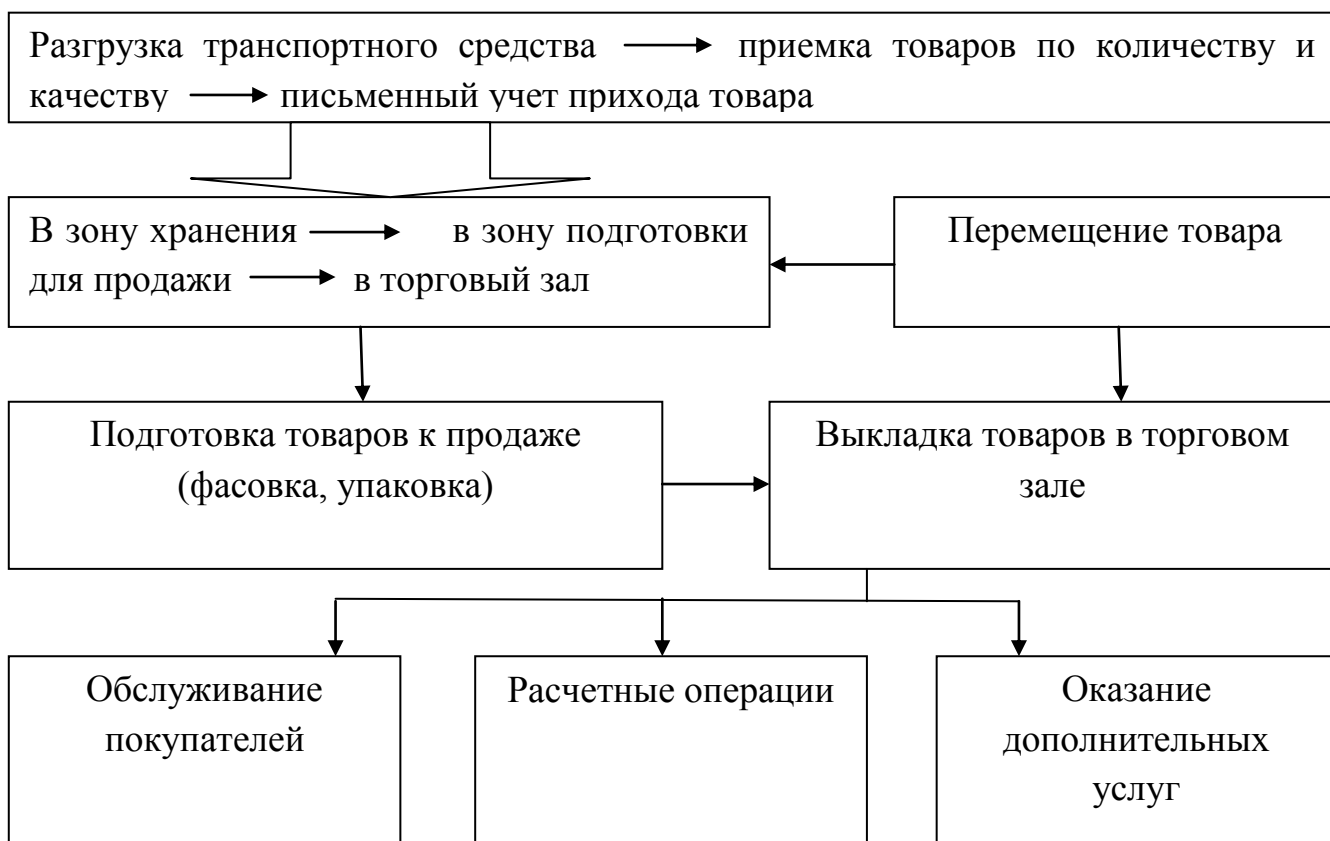 Разгрузка транспортного средства → приемка товаров по количеству и
качеству → письменный учет прихода товара
В зону хранения → в зону подготовки
для продажи → в торговый зал
Перемещение товара
Подготовка товаров к продаже
(фасовка, упаковка)
Выкладка товаров в торговом
зале
Обслуживание
покупателей
Расчетные операции
Оказание
дополнительных
услуг